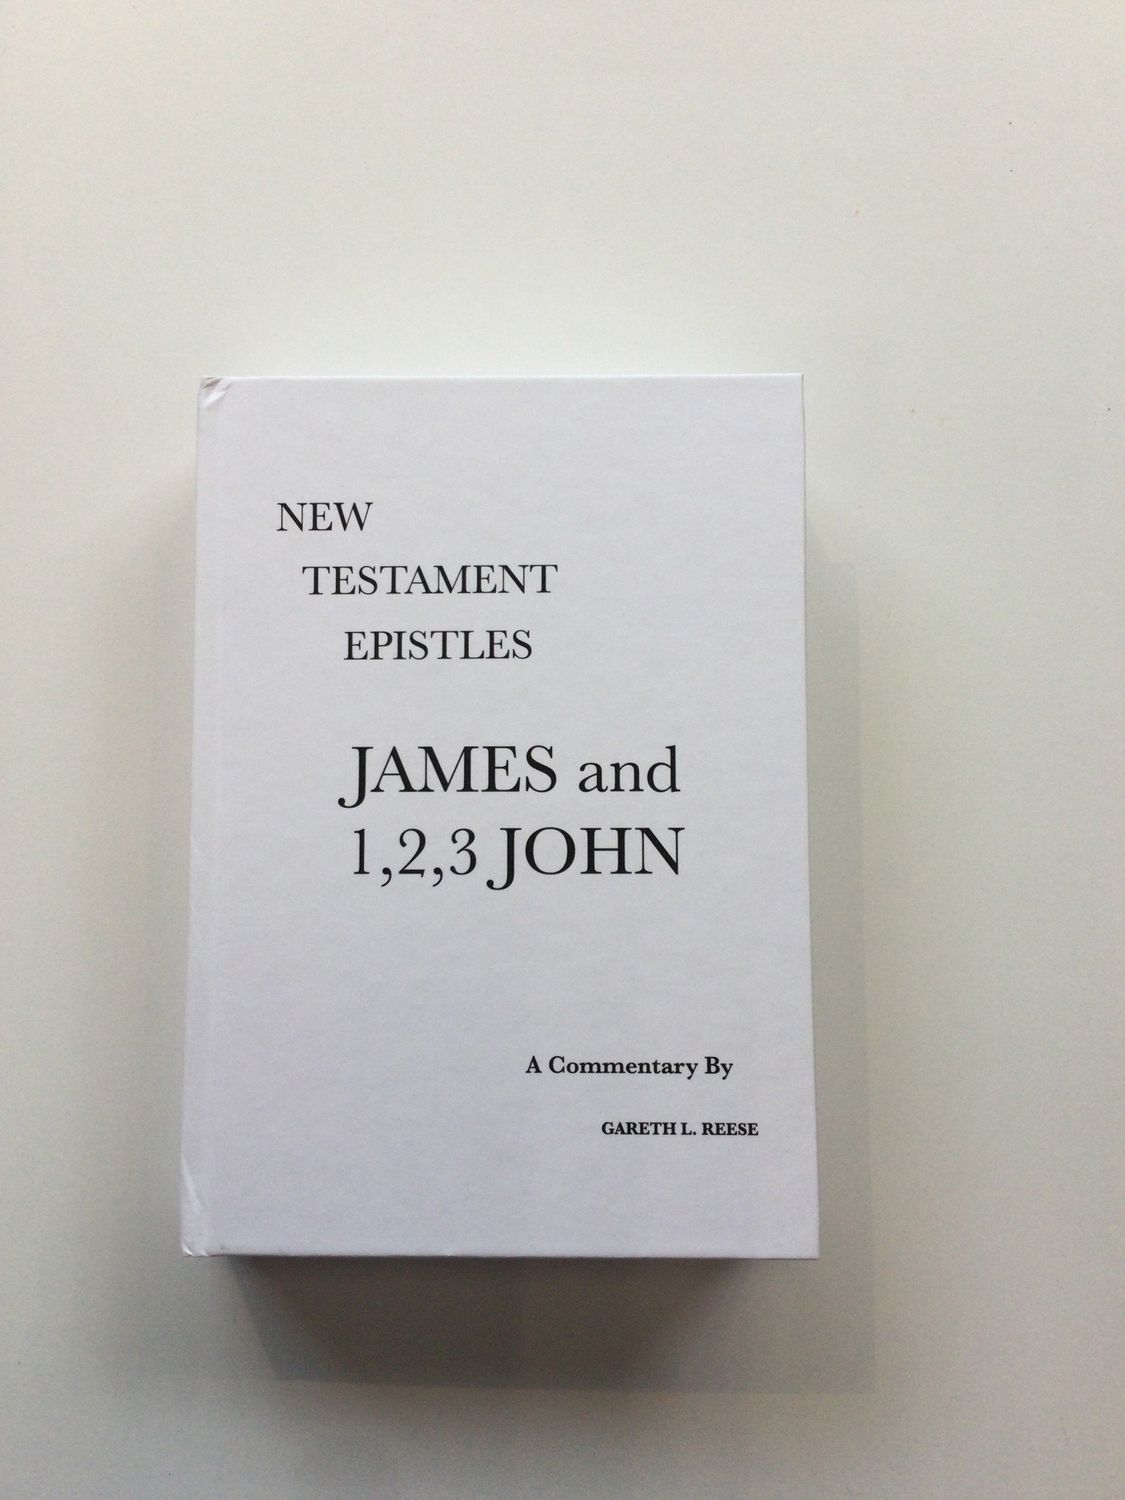 NEW
TESTAMENT
EPISTLES
JAMES and
1,2,3 JOHN
A Commentary By
GARETH L. REESE